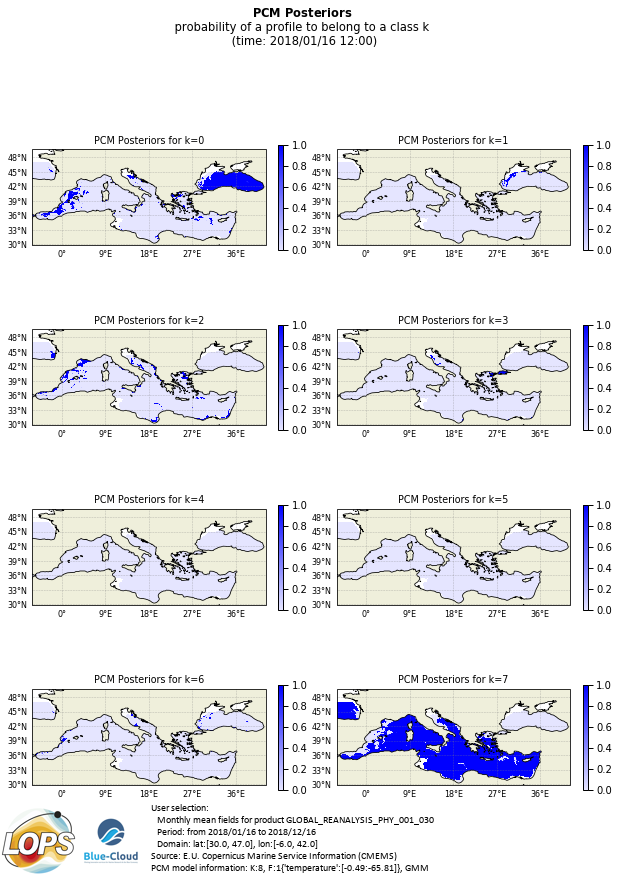 PCM Posteriors
probability of a profile to belong to a class k
(time: 2018/01/16 12:00)
PCM Posteriors for k=0
48°N
45°N
42°N
39°N
36°N
33°N
30°N
0° 9°E 18°E 27°E 36°E
1.0
0.8
0.6
0.4
0.2
0.0
PCM Posteriors for k=1
48°N
45°N
42°N
39°N
36°N
33°N
30°N
0° 9°E 18°E 27°E 36°E
1.0
0.8
0.6
0.4
0.2
0.0
PCM Posteriors for k=2
48°N
45°N
42°N
39°N
36°N
33°N
30°N
0° 9°E 18°E 27°E 36°E
1.0
0.8
0.6
0.4
0.2
0.0
PCM Posteriors for k=3
48°N
45°N
42°N
39°N
36°N
33°N
30°N
0° 9°E 18°E 27°E 36°E
1.0
0.8
0.6
0.4
0.2
0.0
PCM Posteriors for k=4
48°N
45°N
42°N
39°N
36°N
33°N
30°N
0° 9°E 18°E 27°E 36°E
1.0
0.8
0.6
0.4
0.2
0.0
PCM Posteriors for k=5
48°N
45°N
42°N
39°N
36°N
33°N
30°N
0° 9°E 18°E 27°E 36°E
1.0
0.8
0.6
0.4
0.2
0.0
PCM Posteriors for k=6
48°N
45°N
42°N
39°N
36°N
33°N
30°N
0° 9°E 18°E 27°E 36°E
1.0
0.8
0.6
0.4
0.2
0.0
PCM Posteriors for k=7
48°N
45°N
42°N
39°N
36°N
33°N
30°N
0° 9°E 18°E 27°E 36°E
1.0
0.8
0.6
0.4
0.2
0.0
LOPS
Blue-Cloud
User selection:
Monthly mean fields for product GLOBAL_REANALYSIS_PHY_001_030
Period: from 2018/01/16 to 2018/12/16
Domain: lat:[30.0, 47.0], lon:[-6.0, 42.0]
Source: E.U. Copernicus Marine Service Information (CMEMS)
PCM model information: K:8, F:1{'temperature':[-0.49:-65.81]}, GMM